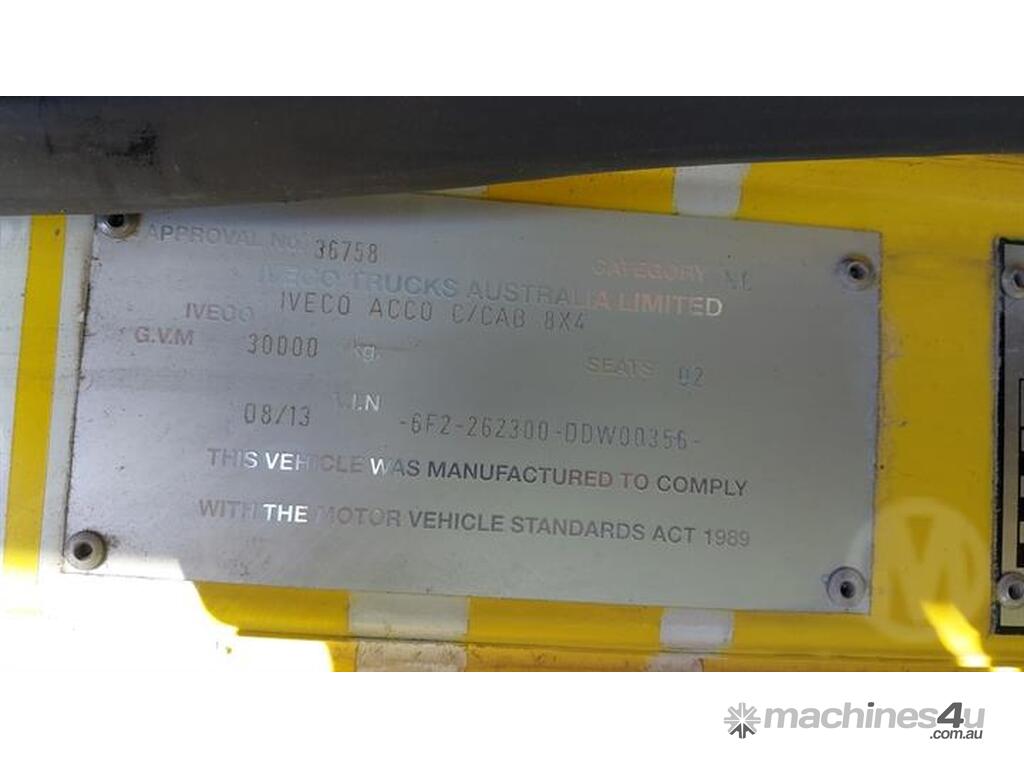 APPROVAL NO. 36758 CATEGORY
IVECO TRUCKS AUSTRALIA LIMITED
IVECO IVECO ACCO C/CAB 8X4
G.V.M 30000 kg. SEATS 02
08/13 V.I.N -6F2-262300-DDW00356-
THIS VEHICLE WAS MANUFACTURED TO COMPLY
WITH THE MOTOR VEHICLE STANDARDS ACT 1989
machines4u
.com.au